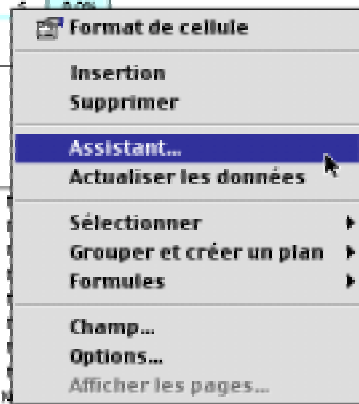 Format de cellule
Insertion
Supprimer
Assistant...
Actualiser les données
Sélectionner
Grouper et créer un plan
Formules
Champ...
Options...
Afficher les pages...